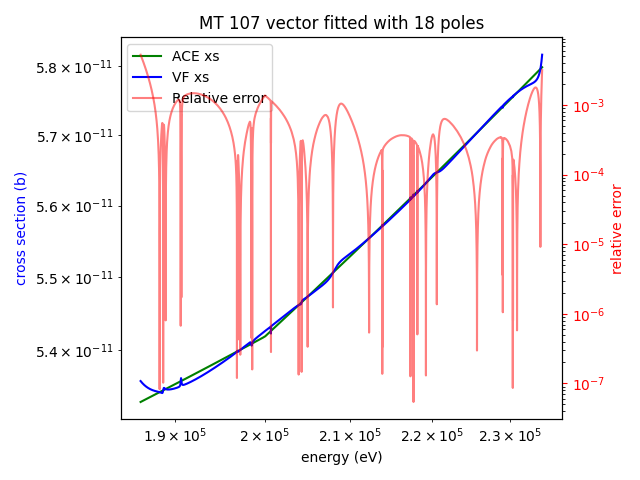 MT 107 vector fitted with 18 poles
ACE xs
VF xs
Relative error
5.8 × 10⁻¹¹
5.7 × 10⁻¹¹
5.6 × 10⁻¹¹
5.5 × 10⁻¹¹
5.4 × 10⁻¹¹
cross section (b)
10⁻³
10⁻⁴
10⁻⁵
10⁻⁶
10⁻⁷
relative error
1.9 × 10⁵ 2 × 10⁵ 2.1 × 10⁵ 2.2 × 10⁵ 2.3 × 10⁵
energy (eV)